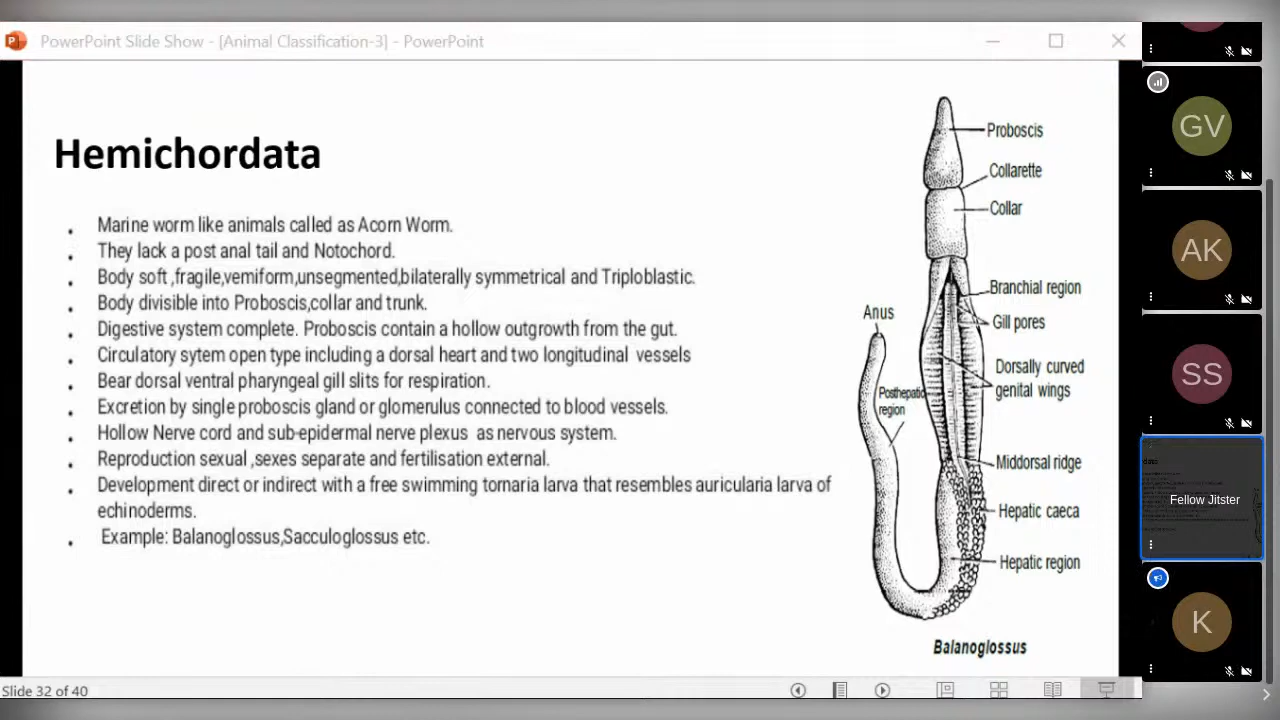 PowerPoint Slide Show - [Animal Classification-3] - PowerPoint
Hemichordata
Marine worm like animals called as Acorn Worm.
They lack a post anal tail and Notochord.
Body soft ,fragile,vemiform,unsegmented,bilaterally symmetrical and Triploblastic.
Body divisible into Proboscis,collar and trunk.
Digestive system complete. Proboscis contain a hollow outgrowth from the gut.
Circulatory sytem open type including a dorsal heart and two longitudinal vessels
Bear dorsal ventral pharyngeal gill slits for respiration.
Excretion by single proboscis gland or glomerulus connected to blood vessels.
Hollow Nerve cord and sub-epidermal nerve plexus as nervous system.
Reproduction sexual ,sexes separate and fertilisation external.
Development direct or indirect with a free swimming tornaria larva that resembles auricularia larva of
echinoderms.
Example: Balanoglossus,Sacculoglossus etc.
Proboscis
Collarette
Collar
Branchial region
Anus
Gill pores
Dorsally curved
genital wings
Posthepatic
region
Middorsal ridge
Hepatic caeca
Hepatic region
Balanoglossus
Slide 32 of 40
GV
AK
SS
Fellow Jitster
K